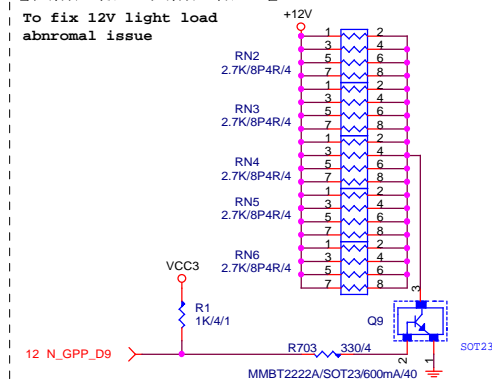 To fix 12V light load
abnromal issue
+12V
1 2
RN2 3 4
2.7K/8P4R/4 5 6
7 8
1 2
RN3 3 4
2.7K/8P4R/4 5 6
7 8
1 2
RN4 3 4
2.7K/8P4R/4 5 6
7 8
1 2
RN5 3 4
2.7K/8P4R/4 5 6
7 8
1 2
RN6 3 4
2.7K/8P4R/4 5 6
7 8
VCC3
R1
1K/4/1
3
Q9
SOT23
12 N_GPP_D9
R703 330/4
2 1
MMBT2222A/SOT23/600mA/40